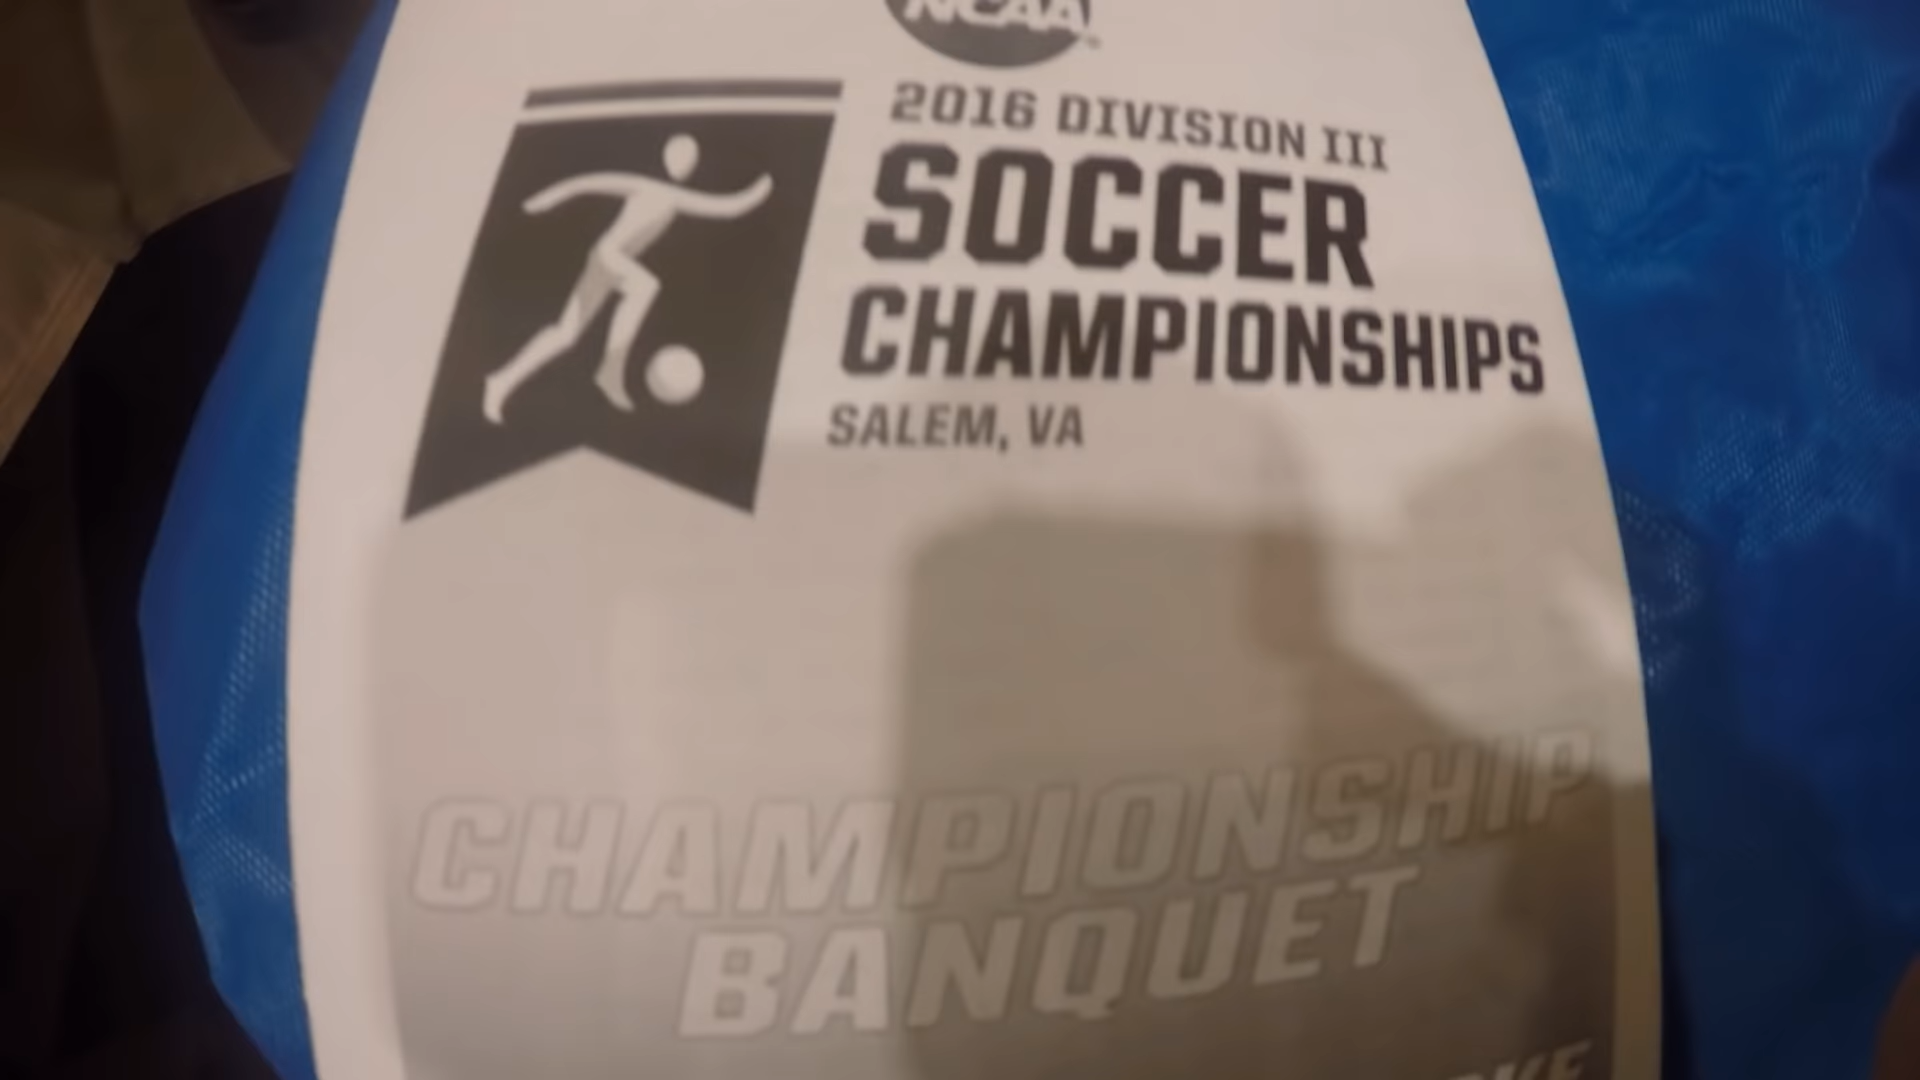 NCAA
2016 DIVISION III
SOCCER
CHAMPIONSHIPS
SALEM, VA
CHAMPIONSHIP
BANQUET